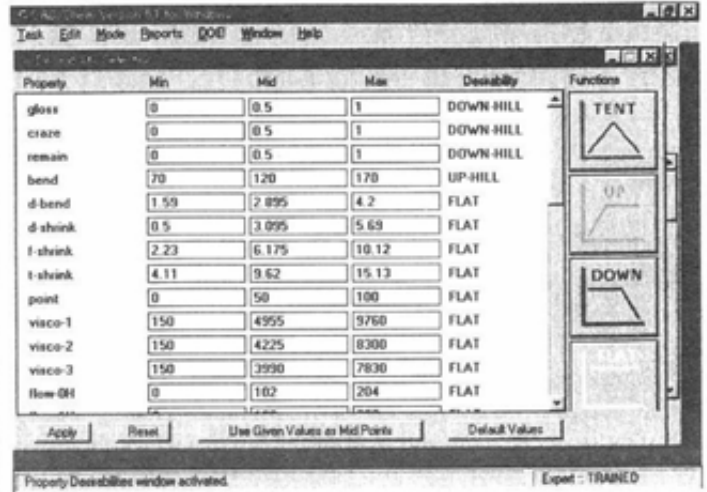 Task Edit Mode Reports DOE! Window Help
Property Min Mid Max Desirability Functions
gloss 0 0.5 1 DOWN-HILL
craze 0 0.5 1 DOWN-HILL
remain 0 0.5 1 DOWN-HILL
bend 70 120 170 UP-HILL
d-bend 1.59 2.895 4.2 FLAT
d-shrink 0.5 3.095 5.69 FLAT
f-shrink 2.23 6.175 10.12 FLAT
t-shrink 4.11 9.62 15.13 FLAT
point 0 50 100 FLAT
visco-1 150 4955 9760 FLAT
visco-2 150 4225 8300 FLAT
visco-3 150 3990 7830 FLAT
flow-0H 0 102 204 FLAT
TENT
UP
DOWN
Apply Reset Use Given Values as Mid Points Default Values
Property Desirabilities window activated. Expert : TRAINED